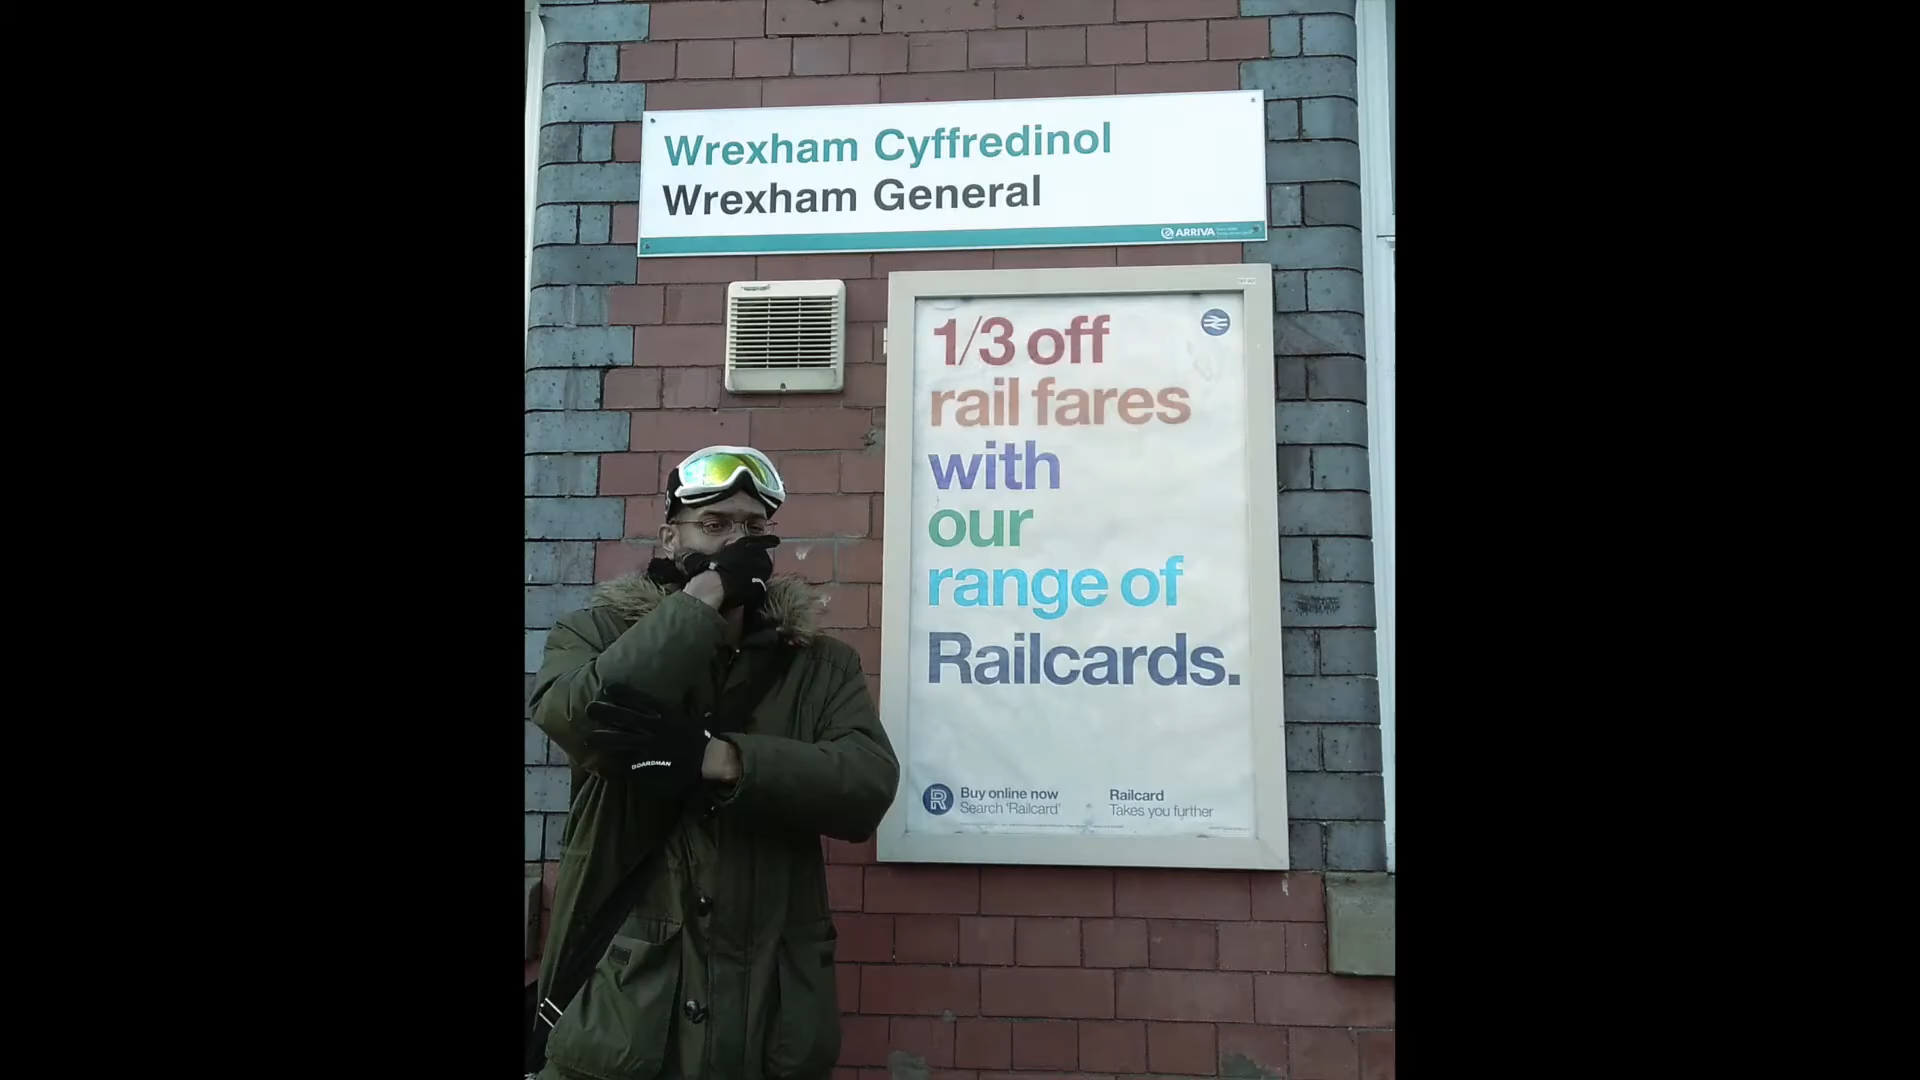 Wrexham Cyffredinol
Wrexham General
ARRIVA
1/3 off
rail fares
with
our
range of
Railcards.
Buy online now
Search 'Railcard'
Railcard
Takes you further
BOARDMAN